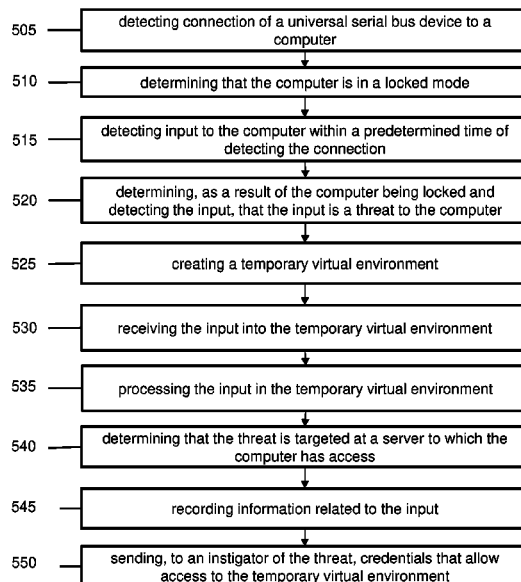 505
detecting connection of a universal serial bus device to a
computer
510
determining that the computer is in a locked mode
515
detecting input to the computer within a predetermined time of
detecting the connection
520
determining, as a result of the computer being locked and
detecting the input, that the input is a threat to the computer
525
creating a temporary virtual environment
530
receiving the input into the temporary virtual environment
535
processing the input in the temporary virtual environment
540
determining that the threat is targeted at a server to which the
computer has access
545
recording information related to the input
550
sending, to an instigator of the threat, credentials that allow
access to the temporary virtual environment